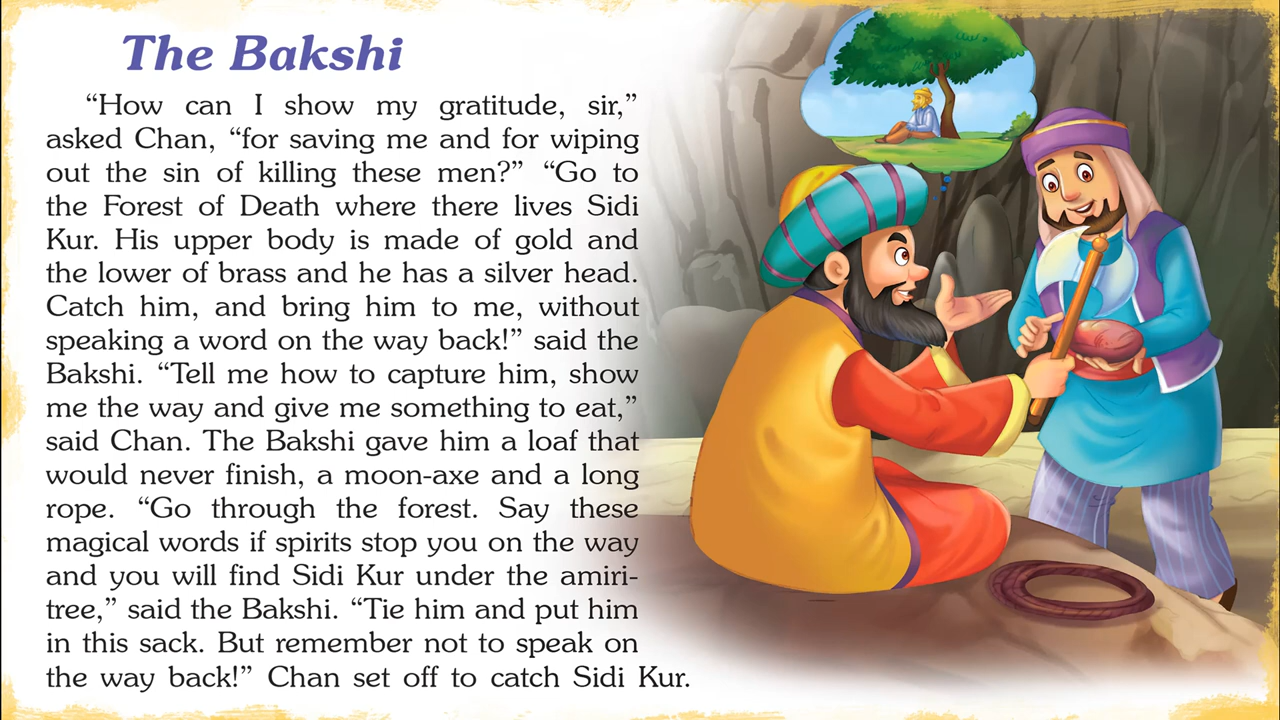 The Bakshi
“How can I show my gratitude, sir,”
asked Chan, “for saving me and for wiping
out the sin of killing these men?” “Go to
the Forest of Death where there lives Sidi
Kur. His upper body is made of gold and
the lower of brass and he has a silver head.
Catch him, and bring him to me, without
speaking a word on the way back!” said the
Bakshi. “Tell me how to capture him, show
me the way and give me something to eat,”
said Chan. The Bakshi gave him a loaf that
would never finish, a moon-axe and a long
rope. “Go through the forest. Say these
magical words if spirits stop you on the way
and you will find Sidi Kur under the amiri-
tree,” said the Bakshi. “Tie him and put him
in this sack. But remember not to speak on
the way back!” Chan set off to catch Sidi Kur.